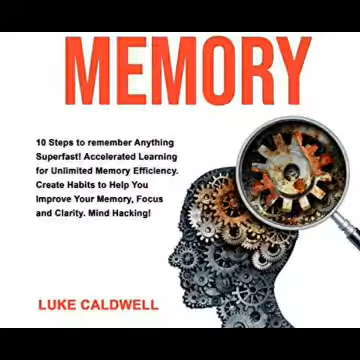 MEMORY
10 Steps to remember Anything
Superfast! Accelerated Learning
for Unlimited Memory Efficiency.
Create Habits to Help You
Improve Your Memory, Focus
and Clarity. Mind Hacking!
LUKE CALDWELL